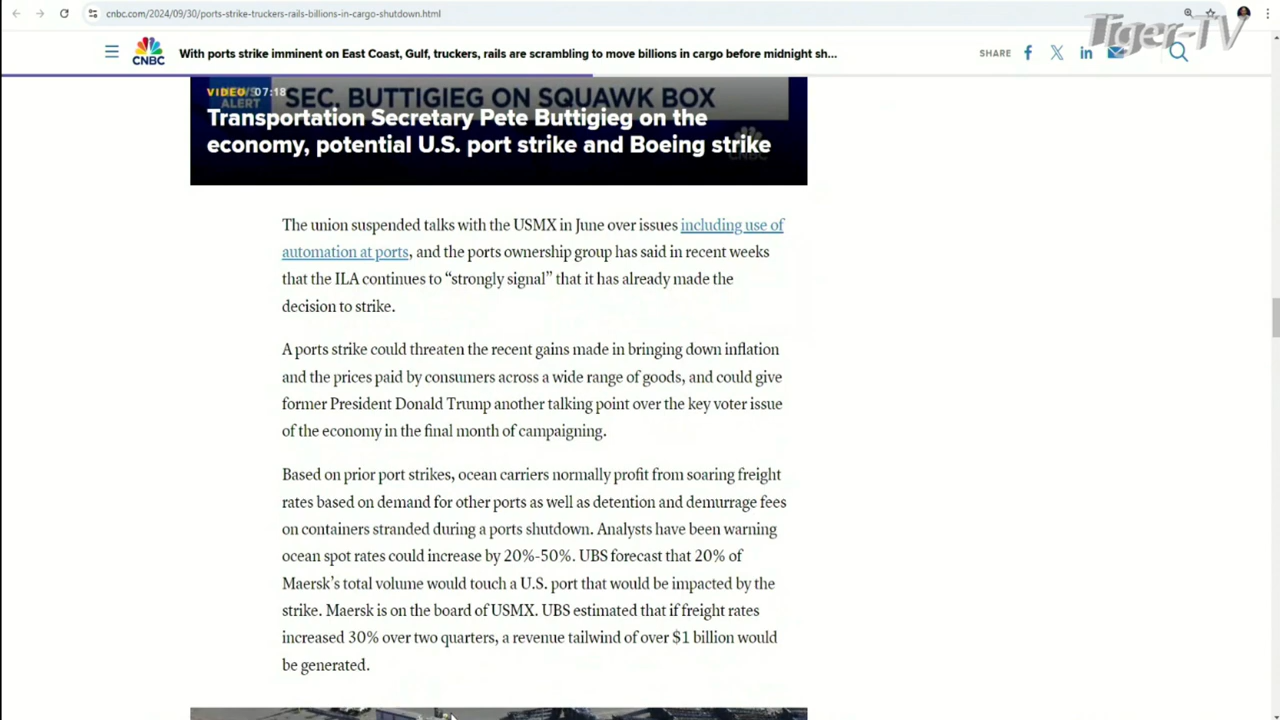 cnbc.com/2024/09/30/ports-strike-truckers-rails-billions-in-cargo-shutdown.html
Tiger-TV
CNBC
With ports strike imminent on East Coast, Gulf, truckers, rails are scrambling to move billions in cargo before midnight sh...
SHARE
VIDEO 07:18
ALERT
SEC. BUTTIGIEG ON SQUAWK BOX
Transportation Secretary Pete Buttigieg on the
economy, potential U.S. port strike and Boeing strike
CNBC
The union suspended talks with the USMX in June over issues including use of
automation at ports, and the ports ownership group has said in recent weeks
that the ILA continues to “strongly signal” that it has already made the
decision to strike.
A ports strike could threaten the recent gains made in bringing down inflation
and the prices paid by consumers across a wide range of goods, and could give
former President Donald Trump another talking point over the key voter issue
of the economy in the final month of campaigning.
Based on prior port strikes, ocean carriers normally profit from soaring freight
rates based on demand for other ports as well as detention and demurrage fees
on containers stranded during a ports shutdown. Analysts have been warning
ocean spot rates could increase by 20%-50%. UBS forecast that 20% of
Maersk’s total volume would touch a U.S. port that would be impacted by the
strike. Maersk is on the board of USMX. UBS estimated that if freight rates
increased 30% over two quarters, a revenue tailwind of over $1 billion would
be generated.